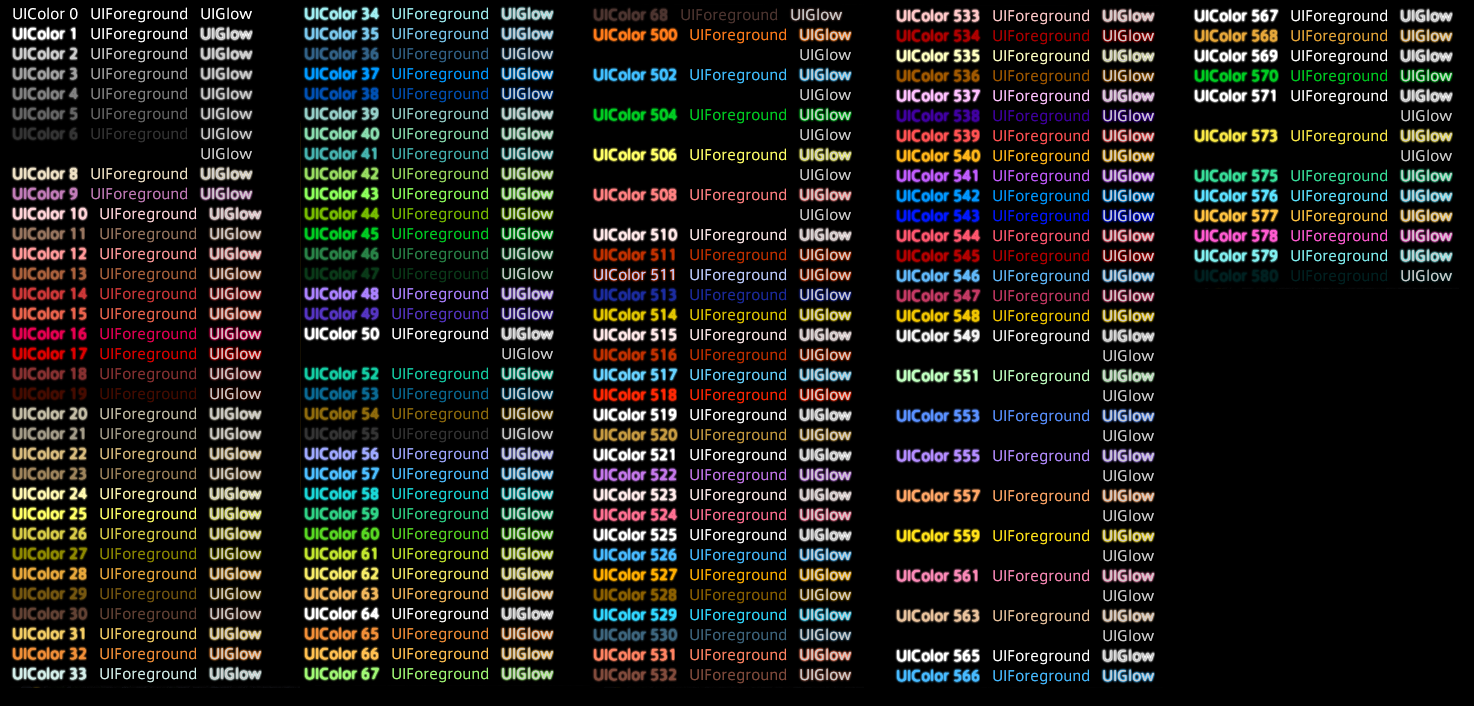 UIColor 0 UIForeground UIGlow
UIColor 1 UIForeground UIGlow
UIColor 2 UIForeground UIGlow
UIColor 3 UIForeground UIGlow
UIColor 4 UIForeground UIGlow
UIColor 5 UIForeground UIGlow
UIColor 6 UIForeground UIGlow
UIGlow
UIColor 8 UIForeground UIGlow
UIColor 9 UIForeground UIGlow
UIColor 10 UIForeground UIGlow
UIColor 11 UIForeground UIGlow
UIColor 12 UIForeground UIGlow
UIColor 13 UIForeground UIGlow
UIColor 14 UIForeground UIGlow
UIColor 15 UIForeground UIGlow
UIColor 16 UIForeground UIGlow
UIColor 17 UIForeground UIGlow
UIColor 18 UIForeground UIGlow
UIColor 19 UIForeground UIGlow
UIColor 20 UIForeground UIGlow
UIColor 21 UIForeground UIGlow
UIColor 22 UIForeground UIGlow
UIColor 23 UIForeground UIGlow
UIColor 24 UIForeground UIGlow
UIColor 25 UIForeground UIGlow
UIColor 26 UIForeground UIGlow
UIColor 27 UIForeground UIGlow
UIColor 28 UIForeground UIGlow
UIColor 29 UIForeground UIGlow
UIColor 30 UIForeground UIGlow
UIColor 31 UIForeground UIGlow
UIColor 32 UIForeground UIGlow
UIColor 33 UIForeground UIGlow
UIColor 34 UIForeground UIGlow
UIColor 35 UIForeground UIGlow
UIColor 36 UIForeground UIGlow
UIColor 37 UIForeground UIGlow
UIColor 38 UIForeground UIGlow
UIColor 39 UIForeground UIGlow
UIColor 40 UIForeground UIGlow
UIColor 41 UIForeground UIGlow
UIColor 42 UIForeground UIGlow
UIColor 43 UIForeground UIGlow
UIColor 44 UIForeground UIGlow
UIColor 45 UIForeground UIGlow
UIColor 46 UIForeground UIGlow
UIColor 47 UIForeground UIGlow
UIColor 48 UIForeground UIGlow
UIColor 49 UIForeground UIGlow
UIColor 50 UIForeground UIGlow
UIGlow
UIColor 52 UIForeground UIGlow
UIColor 53 UIForeground UIGlow
UIColor 54 UIForeground UIGlow
UIColor 55 UIForeground UIGlow
UIColor 56 UIForeground UIGlow
UIColor 57 UIForeground UIGlow
UIColor 58 UIForeground UIGlow
UIColor 59 UIForeground UIGlow
UIColor 60 UIForeground UIGlow
UIColor 61 UIForeground UIGlow
UIColor 62 UIForeground UIGlow
UIColor 63 UIForeground UIGlow
UIColor 64 UIForeground UIGlow
UIColor 65 UIForeground UIGlow
UIColor 66 UIForeground UIGlow
UIColor 67 UIForeground UIGlow
UIColor 68 UIForeground UIGlow
UIColor 500 UIForeground UIGlow
UIGlow
UIColor 502 UIForeground UIGlow
UIGlow
UIColor 504 UIForeground UIGlow
UIGlow
UIColor 506 UIForeground UIGlow
UIGlow
UIColor 508 UIForeground UIGlow
UIGlow
UIColor 510 UIForeground UIGlow
UIColor 511 UIForeground UIGlow
UIColor 511 UIForeground UIGlow
UIColor 513 UIForeground UIGlow
UIColor 514 UIForeground UIGlow
UIColor 515 UIForeground UIGlow
UIColor 516 UIForeground UIGlow
UIColor 517 UIForeground UIGlow
UIColor 518 UIForeground UIGlow
UIColor 519 UIForeground UIGlow
UIColor 520 UIForeground UIGlow
UIColor 521 UIForeground UIGlow
UIColor 522 UIForeground UIGlow
UIColor 523 UIForeground UIGlow
UIColor 524 UIForeground UIGlow
UIColor 525 UIForeground UIGlow
UIColor 526 UIForeground UIGlow
UIColor 527 UIForeground UIGlow
UIColor 528 UIForeground UIGlow
UIColor 529 UIForeground UIGlow
UIColor 530 UIForeground UIGlow
UIColor 531 UIForeground UIGlow
UIColor 532 UIForeground UIGlow
UIColor 533 UIForeground UIGlow
UIColor 534 UIForeground UIGlow
UIColor 535 UIForeground UIGlow
UIColor 536 UIForeground UIGlow
UIColor 537 UIForeground UIGlow
UIColor 538 UIForeground UIGlow
UIColor 539 UIForeground UIGlow
UIColor 540 UIForeground UIGlow
UIColor 541 UIForeground UIGlow
UIColor 542 UIForeground UIGlow
UIColor 543 UIForeground UIGlow
UIColor 544 UIForeground UIGlow
UIColor 545 UIForeground UIGlow
UIColor 546 UIForeground UIGlow
UIColor 547 UIForeground UIGlow
UIColor 548 UIForeground UIGlow
UIColor 549 UIForeground UIGlow
UIGlow
UIColor 551 UIForeground UIGlow
UIGlow
UIColor 553 UIForeground UIGlow
UIGlow
UIColor 555 UIForeground UIGlow
UIGlow
UIColor 557 UIForeground UIGlow
UIGlow
UIColor 559 UIForeground UIGlow
UIGlow
UIColor 561 UIForeground UIGlow
UIGlow
UIColor 563 UIForeground UIGlow
UIGlow
UIColor 565 UIForeground UIGlow
UIColor 566 UIForeground UIGlow
UIColor 567 UIForeground UIGlow
UIColor 568 UIForeground UIGlow
UIColor 569 UIForeground UIGlow
UIColor 570 UIForeground UIGlow
UIColor 571 UIForeground UIGlow
UIGlow
UIColor 573 UIForeground UIGlow
UIGlow
UIColor 575 UIForeground UIGlow
UIColor 576 UIForeground UIGlow
UIColor 577 UIForeground UIGlow
UIColor 578 UIForeground UIGlow
UIColor 579 UIForeground UIGlow
UIColor 580 UIForeground UIGlow